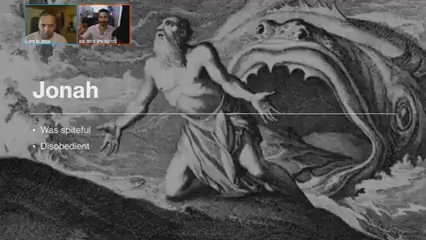 Jonah
• Was spiteful
• Disobedient